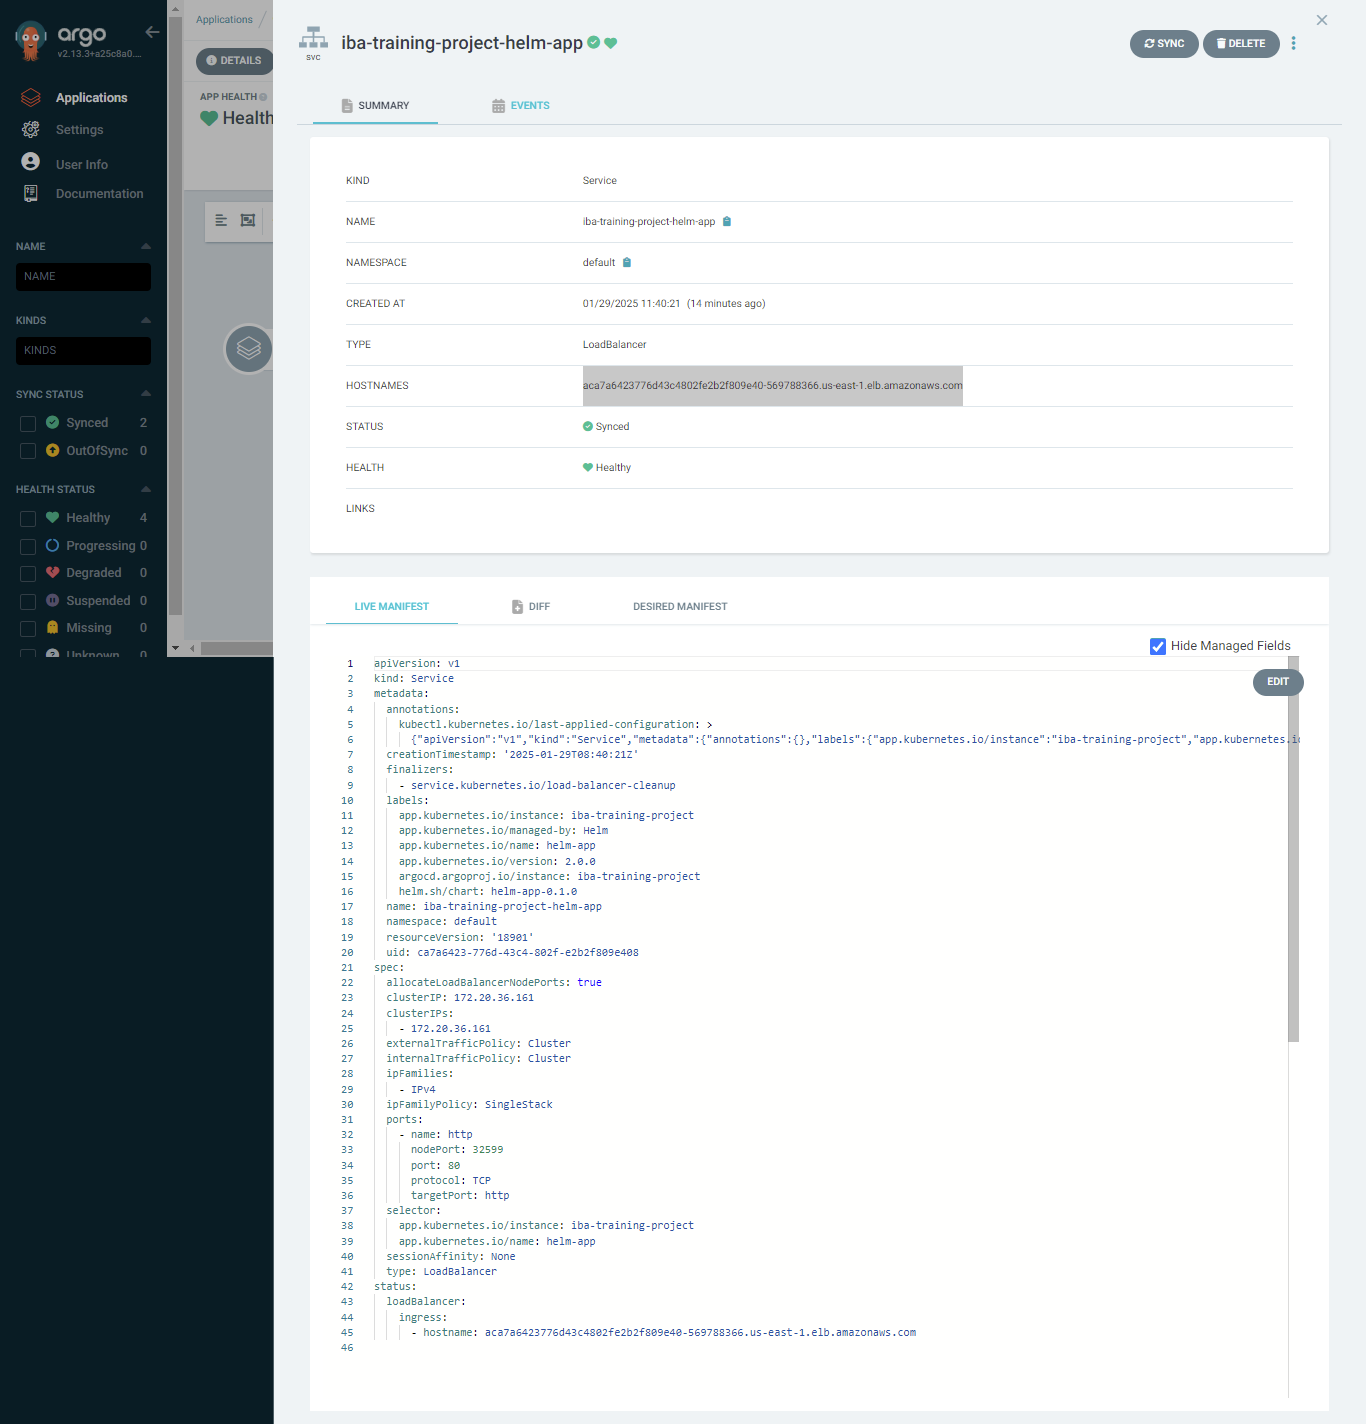 argo
v2.13.3+a25c8a0....
Applications
Settings
User Info
Documentation
NAME
NAME
KINDS
KINDS
SYNC STATUS
Synced 2
OutOfSync 0
HEALTH STATUS
Healthy 4
Progressing 0
Degraded 0
Suspended 0
Missing 0
Unknown 0
Applications /
DETAILS
APP HEALTH
Health
SVC
iba-training-project-helm-app
SYNC
DELETE
SUMMARY
EVENTS
KIND Service
NAME iba-training-project-helm-app
NAMESPACE default
CREATED AT 01/29/2025 11:40:21 (14 minutes ago)
TYPE LoadBalancer
HOSTNAMES aca7a6423776d43c4802fe2b2f809e40-569788366.us-east-1.elb.amazonaws.com
STATUS Synced
HEALTH Healthy
LINKS
LIVE MANIFEST
DIFF
DESIRED MANIFEST
Hide Managed Fields
EDIT
1 apiVersion: v1
2 kind: Service
3 metadata:
4 annotations:
5 kubectl.kubernetes.io/last-applied-configuration: >
6 {"apiVersion":"v1","kind":"Service","metadata":{"annotations":{},"labels":{"app.kubernetes.io/instance":"iba-training-project","app.kubernetes.io
7 creationTimestamp: '2025-01-29T08:40:21Z'
8 finalizers:
9 - service.kubernetes.io/load-balancer-cleanup
10 labels:
11 app.kubernetes.io/instance: iba-training-project
12 app.kubernetes.io/managed-by: Helm
13 app.kubernetes.io/name: helm-app
14 app.kubernetes.io/version: 2.0.0
15 argocd.argoproj.io/instance: iba-training-project
16 helm.sh/chart: helm-app-0.1.0
17 name: iba-training-project-helm-app
18 namespace: default
19 resourceVersion: '18901'
20 uid: ca7a6423-776d-43c4-802f-e2b2f809e408
21 spec:
22 allocateLoadBalancerNodePorts: true
23 clusterIP: 172.20.36.161
24 clusterIPs:
25 - 172.20.36.161
26 externalTrafficPolicy: Cluster
27 internalTrafficPolicy: Cluster
28 ipFamilies:
29 - IPv4
30 ipFamilyPolicy: SingleStack
31 ports:
32 - name: http
33 nodePort: 32599
34 port: 80
35 protocol: TCP
36 targetPort: http
37 selector:
38 app.kubernetes.io/instance: iba-training-project
39 app.kubernetes.io/name: helm-app
40 sessionAffinity: None
41 type: LoadBalancer
42 status:
43 loadBalancer:
44 ingress:
45 - hostname: aca7a6423776d43c4802fe2b2f809e40-569788366.us-east-1.elb.amazonaws.com
46